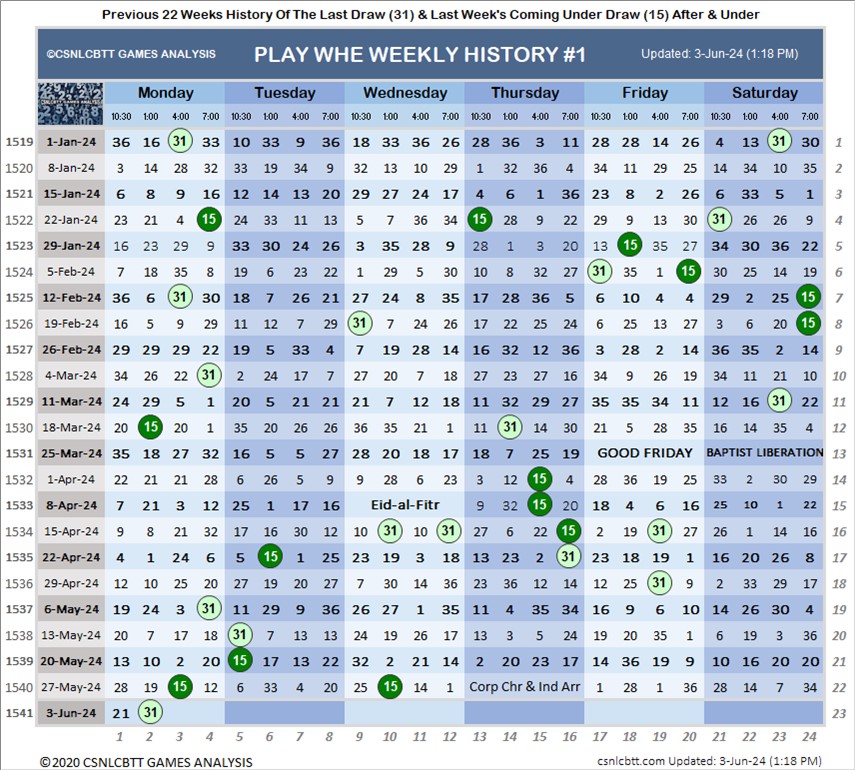 Previous 22 Weeks History Of The Last Draw (31) & Last Week's Coming Under Draw (15) After & Under
©CSNLCBTT GAMES ANALYSIS PLAY WHE WEEKLY HISTORY #1 Updated: 3-Jun-24 (1:18 PM)
Monday Tuesday Wednesday Thursday Friday Saturday
10:30 1:00 4:00 7:00 10:30 1:00 4:00 7:00 10:30 1:00 4:00 7:00 10:30 1:00 4:00 7:00 10:30 1:00 4:00 7:00 10:30 1:00 4:00 7:00
1519 1-Jan-24 36 16 31 33 10 33 9 36 18 33 36 26 28 36 3 11 28 28 14 26 4 13 31 30 1
1520 8-Jan-24 3 14 28 32 33 19 34 9 32 13 10 29 1 32 36 4 34 11 29 25 14 34 10 35 2
1521 15-Jan-24 6 8 9 16 12 14 13 20 29 27 24 17 4 6 1 36 23 8 2 26 6 33 5 1 3
1522 22-Jan-24 23 21 4 15 24 33 11 13 5 7 36 34 15 28 9 22 29 9 13 30 31 26 26 9 4
1523 29-Jan-24 16 23 29 9 33 30 24 26 3 35 28 9 28 1 3 20 13 15 35 27 34 30 36 22 5
1524 5-Feb-24 7 18 35 8 19 6 23 22 1 29 5 30 10 8 32 27 31 35 1 15 30 25 14 19 6
1525 12-Feb-24 36 6 31 30 18 7 26 21 27 24 8 35 17 28 36 5 6 10 4 4 29 2 25 15 7
1526 19-Feb-24 16 5 9 29 11 12 7 29 31 7 24 26 17 22 25 24 6 25 13 27 3 6 20 15 8
1527 26-Feb-24 29 29 29 22 19 5 33 4 7 19 28 14 16 32 12 36 3 28 2 14 36 35 2 14 9
1528 4-Mar-24 34 26 22 31 2 24 17 7 27 20 7 18 27 23 27 16 34 9 26 19 34 11 21 10 10
1529 11-Mar-24 24 29 5 1 20 5 21 21 21 7 12 18 11 32 29 27 35 35 34 11 12 16 31 22 11
1530 18-Mar-24 20 15 20 1 35 20 26 26 36 35 21 1 11 31 14 30 21 5 28 35 16 14 35 4 12
1531 25-Mar-24 35 18 27 32 16 5 5 27 28 20 18 17 18 7 25 19 GOOD FRIDAY BAPTIST LIBERATION 13
1532 1-Apr-24 22 21 21 28 6 26 5 9 9 28 6 23 3 12 15 4 28 36 19 25 33 2 30 29 14
1533 8-Apr-24 7 21 3 12 25 1 17 16 Eid-al-Fitr 9 32 15 20 18 4 6 16 25 10 1 22 15
1534 15-Apr-24 9 8 21 32 17 16 30 12 10 31 10 31 27 6 22 15 2 19 31 29 26 1 14 16 16
1535 22-Apr-24 4 1 24 6 5 15 1 25 23 19 3 18 13 23 2 31 23 18 19 1 16 20 26 8 17
1536 29-Apr-24 12 10 25 20 27 19 20 27 7 30 14 36 23 36 12 14 12 25 31 9 2 33 29 17 18
1537 6-May-24 19 24 3 31 11 29 9 36 26 27 1 35 11 4 35 34 16 9 6 10 14 26 30 4 19
1538 13-May-24 20 7 17 18 31 7 13 13 24 19 26 17 13 3 5 24 19 20 35 1 6 19 3 36 20
1539 20-May-24 13 10 2 20 15 17 13 22 32 2 21 14 2 20 23 17 14 36 19 9 10 16 20 20 21
1540 27-May-24 28 19 15 12 6 33 4 20 25 15 14 1 Corp Chr & Ind Arr 1 28 1 36 28 14 7 34 22
1541 3-Jun-24 21 31 23
1 2 3 4 5 6 7 8 9 10 11 12 13 14 15 16 17 18 19 20 21 22 23 24
©2020 CSNLCBTT GAMES ANALYSIS csnlcbtt.com Updated: 3-Jun-24 (1:18 PM)